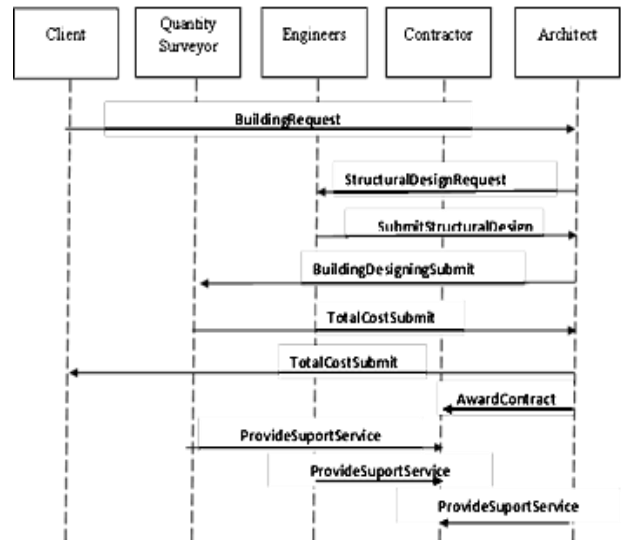 Client
Quantity
Surveyor
Engineers
Contractor
Architect
BuildingRequest
StructuralDesignRequest
SubmitStructuralDesign
BuildingDesigningSubmit
TotalCostSubmit
TotalCostSubmit
AwardContract
ProvideSuportService
ProvideSuportService
ProvideSuportService